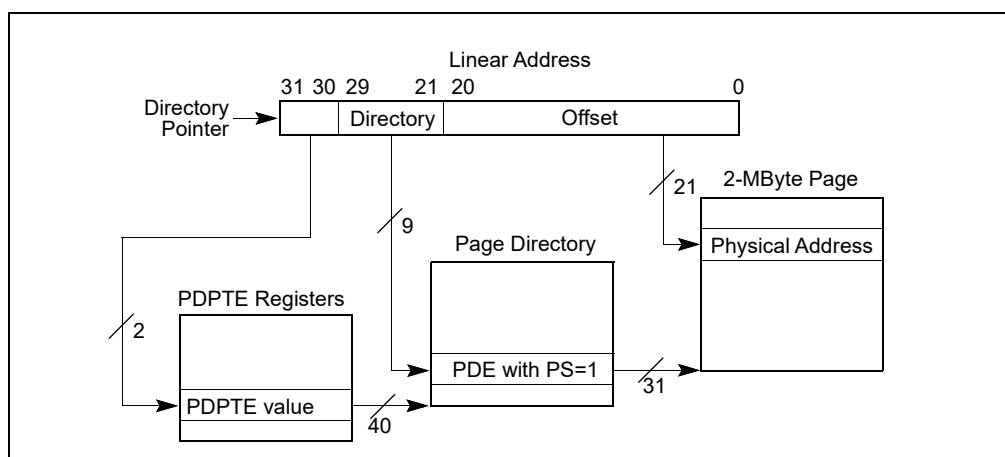 Linear Address
31 30 29 21 20 0
Directory Pointer
Directory Offset
21
2-MByte Page
9
Page Directory
Physical Address
PDPTE Registers
2
PDE with PS=1
31
PDPTE value
40